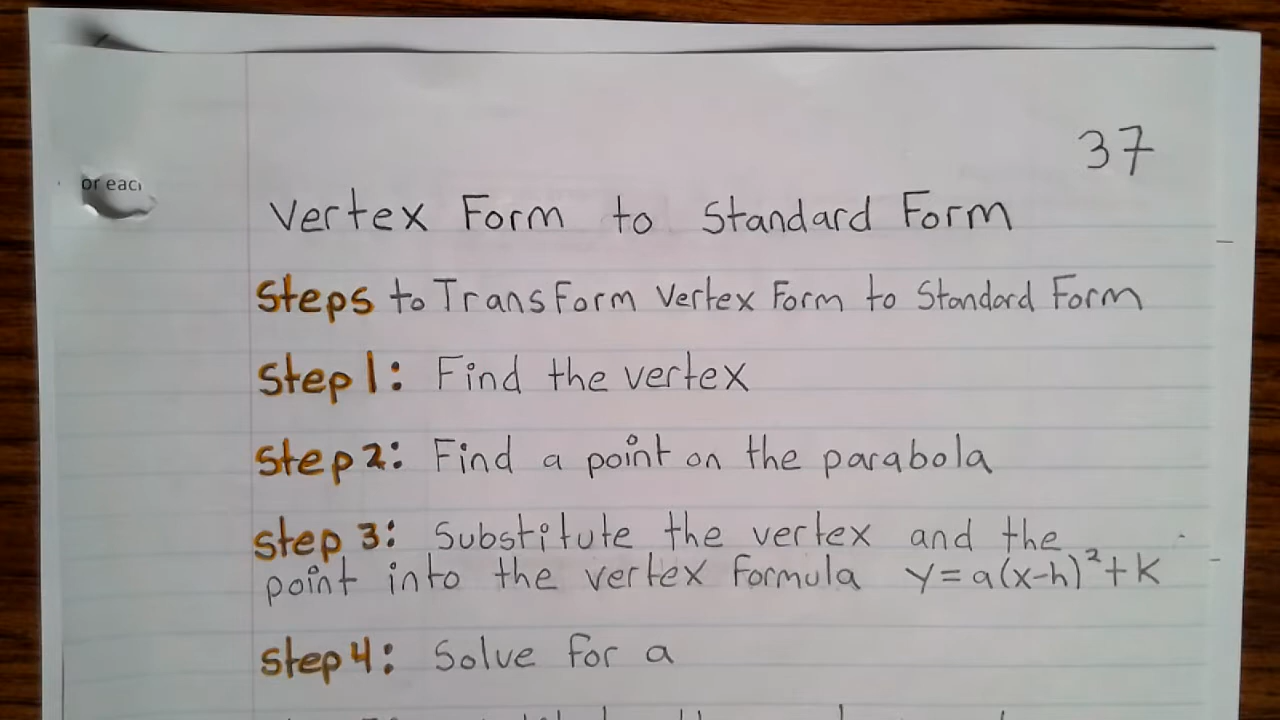 37
or eac
Vertex Form to Standard Form
Steps to Transform Vertex Form to Standard Form
Step 1: Find the vertex
Step 2: Find a point on the parabola
Step 3: Substitute the vertex and the
point into the vertex formula y=a(x-h)²+k
Step 4: Solve for a